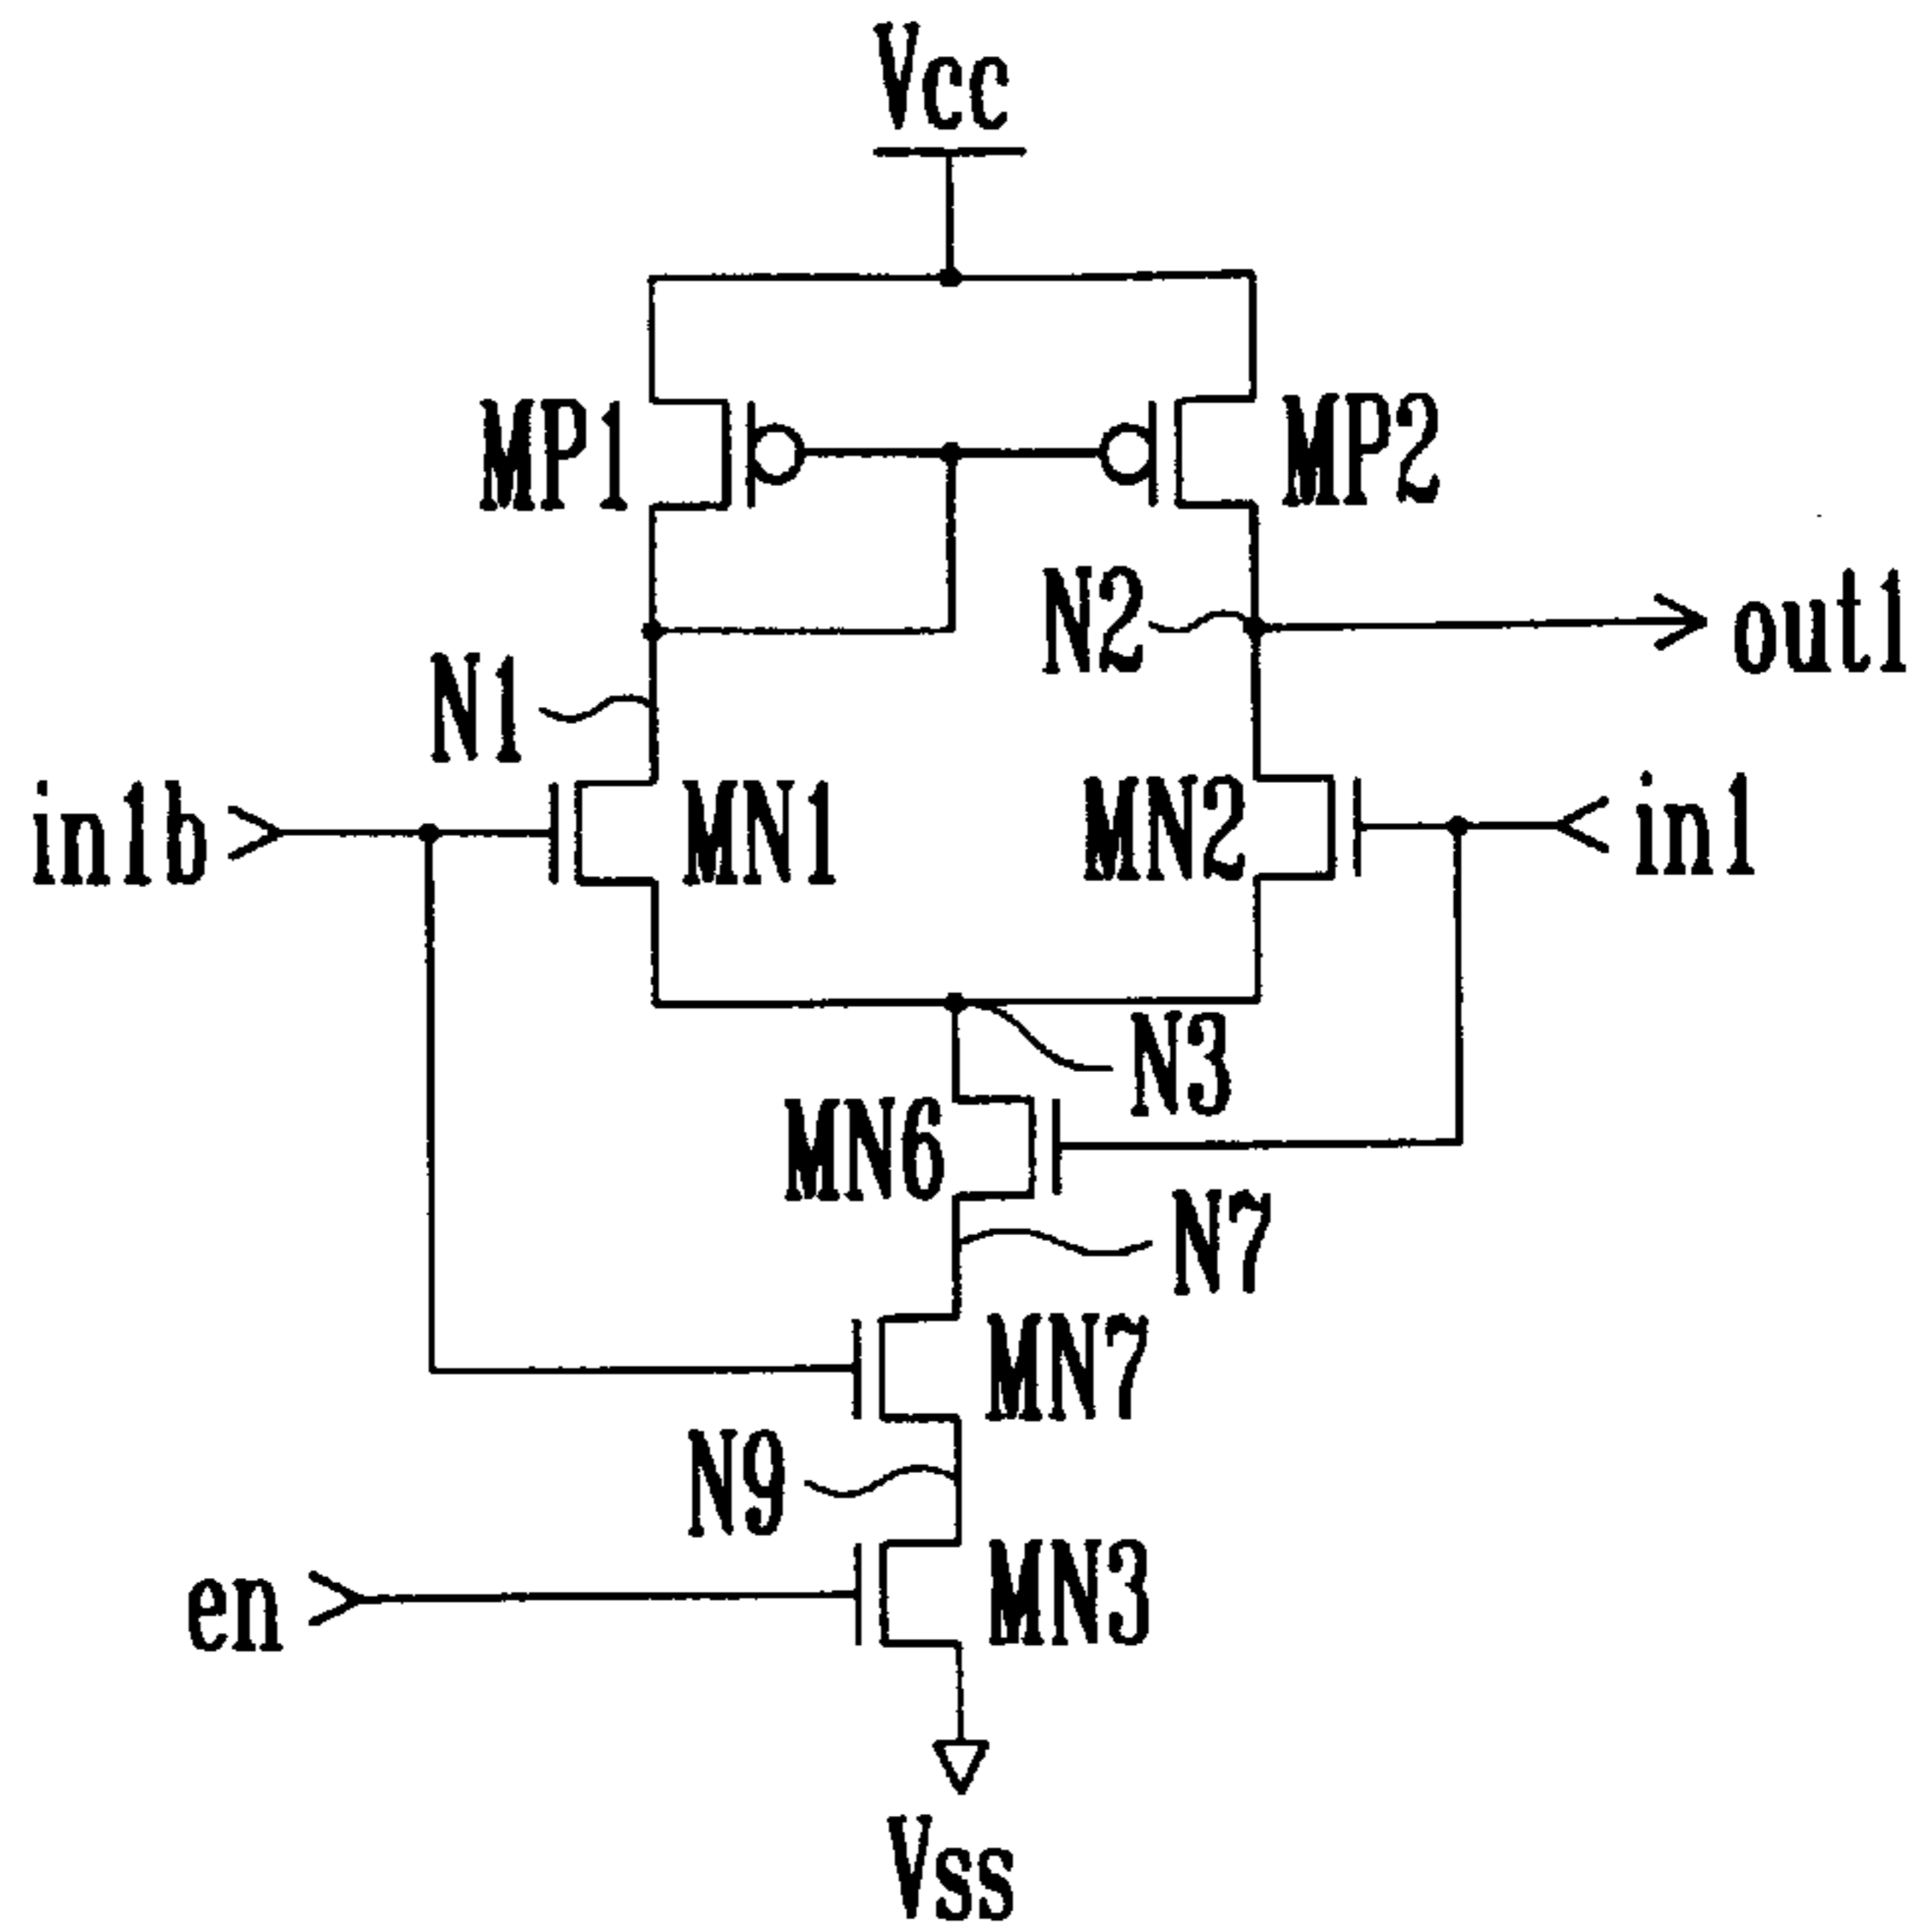 Vcc
MP1
MP2
N2
out1
N1
in1b
MN1
MN2
in1
N3
MN6
N7
MN7
N9
en
MN3
Vss